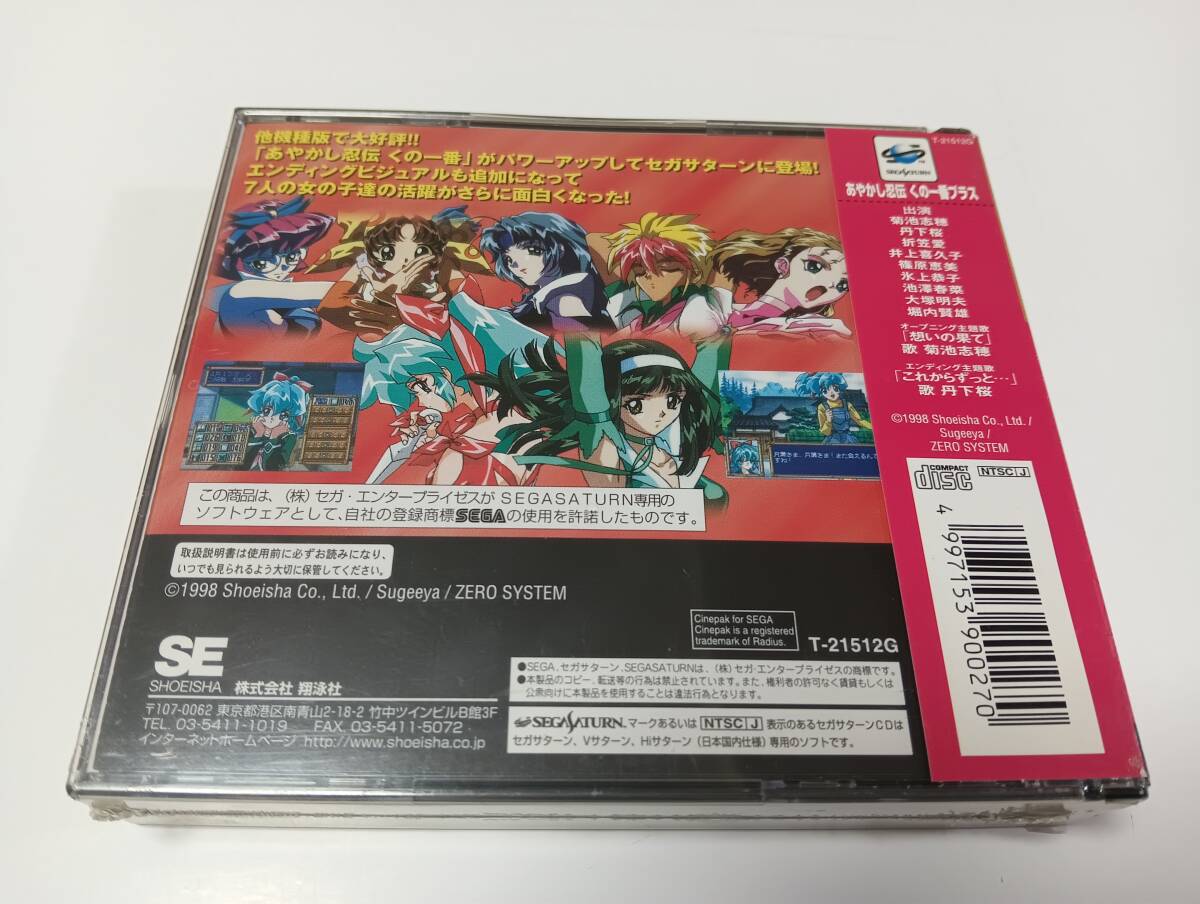 他機種版で大好評!!
「あやかし忍伝 くの一番」がパワーアップしてセガサターンに登場!
エンディングビジュアルも追加になって
7人の女の子達の活躍がさらに面白くなった!
この商品は、(株)セガ・エンタープライゼスがSEGASATURN専用の
ソフトウェアとして、自社の登録商標SEGAの使用を許諾したものです。
取扱説明書は使用前に必ずお読みになり、
いつでも見られるよう大切に保管してください。
©1998 Shoeisha Co., Ltd. / Sugeeya / ZERO SYSTEM
SE
SHOEISHA 株式会社 翔泳社
〒107-0062 東京都港区南青山2-18-2 竹中ツインビルB館3F
TEL 03-5411-1019 FAX 03-5411-5072
インターネットホームページ http://www.shoeisha.co.jp
Cinepak for SEGA
Cinepak is a registered
trademark of Radius.
T-21512G
●SEGA、セガサターン、SEGASATURNは、(株)セガ・エンタープライゼスの商標です。
●本製品のコピー、転送等の行為は禁止されています。また、権利者の許可なく賃貸もしくは
公衆向けに本製品を使用することは違法行為となります。
SEGASATURN マークあるいは NTSC J 表示のあるセガサターンCDは
セガサターン、Vサターン、Hiサターン(日本国内仕様)専用のソフトです。
T-21512G
SEGASATURN
あやかし忍伝 くの一番プラス
出演
菊池志穂
丹下桜
折笠愛
井上喜久子
篠原恵美
氷上恭子
池澤春菜
大塚明夫
堀内賢雄
オープニング主題歌
「想いの果て」
歌 菊池志穂
エンディング主題歌
「これからずっと…」
歌 丹下桜
©1998 Shoeisha Co., Ltd. /
Sugeeya /
ZERO SYSTEM
COMPACT
disc
NTSC J
4 997153 900270